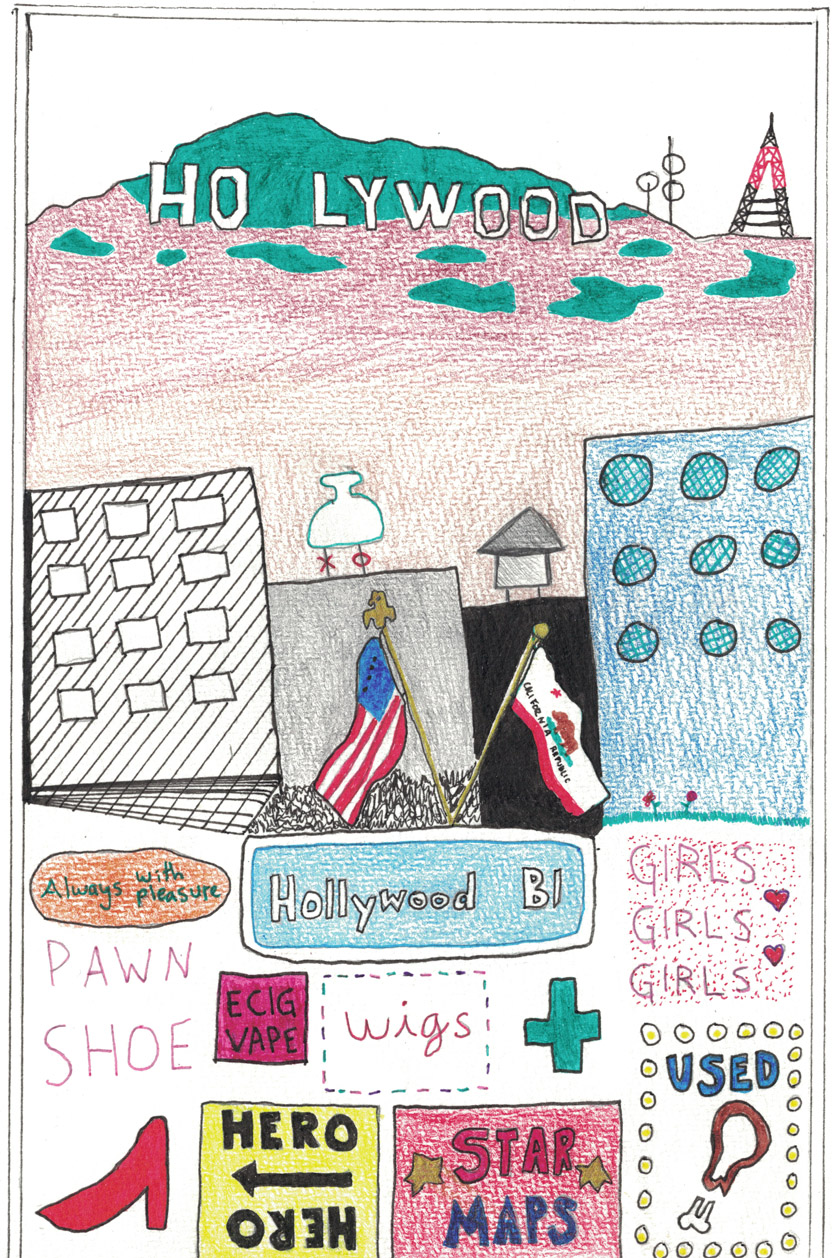 HO LYWOOD
CALIFORNIA REPUBLIC
Always with pleasure
Hollywood Bl
GIRLS
GIRLS
GIRLS
PAWN
SHOE
ECIG
VAPE
wigs
USED
HERO
HERO
STAR
MAPS